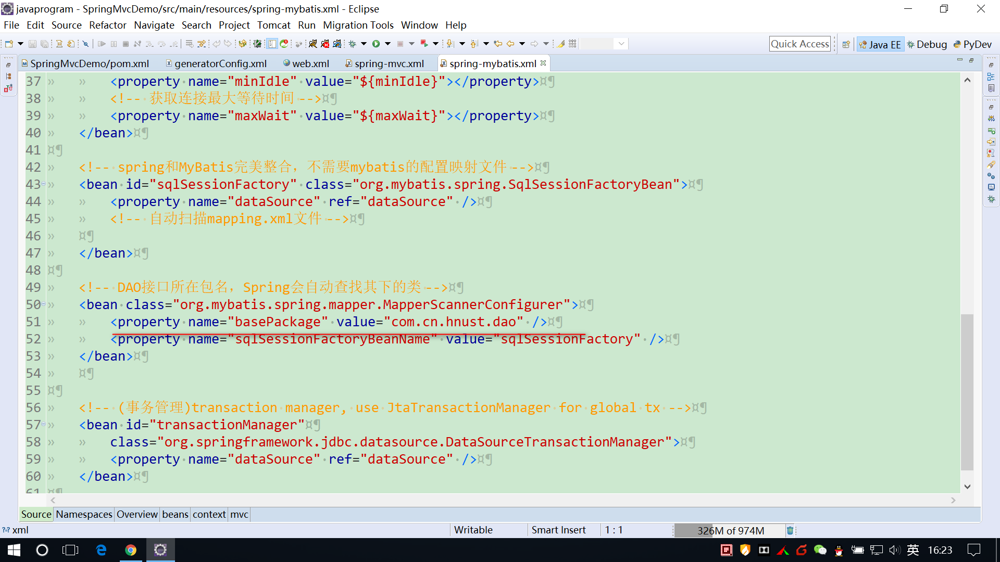 javaprogram - SpringMvcDemo/src/main/resources/spring-mybatis.xml - Eclipse
File Edit Source Refactor Navigate Search Project Tomcat Run Migration Tools Window Help
Quick Access Java EE Debug PyDev
SpringMvcDemo/pom.xml generatorConfig.xml web.xml spring-mvc.xml spring-mybatis.xml
37 <property name="minIdle" value="${minIdle}"></property>
38 <!-- 获取连接最大等待时间 -->
39 <property name="maxWait" value="${maxWait}"></property>
40 </bean>
41
42 <!-- spring和MyBatis完美整合，不需要mybatis的配置映射文件 -->
43 <bean id="sqlSessionFactory" class="org.mybatis.spring.SqlSessionFactoryBean">
44 <property name="dataSource" ref="dataSource" />
45 <!-- 自动扫描mapping.xml文件 -->
46
47 </bean>
48
49 <!-- DAO接口所在包名，Spring会自动查找其下的类 -->
50 <bean class="org.mybatis.spring.mapper.MapperScannerConfigurer">
51 <property name="basePackage" value="com.cn.hnust.dao" />
52 <property name="sqlSessionFactoryBeanName" value="sqlSessionFactory" />
53 </bean>
54
55
56 <!-- (事务管理)transaction manager, use JtaTransactionManager for global tx -->
57 <bean id="transactionManager"
58 class="org.springframework.jdbc.datasource.DataSourceTransactionManager">
59 <property name="dataSource" ref="dataSource" />
60 </bean>
61
Source Namespaces Overview beans context mvc
xml Writable Smart Insert 1 : 1 326M of 974M
英 16:23